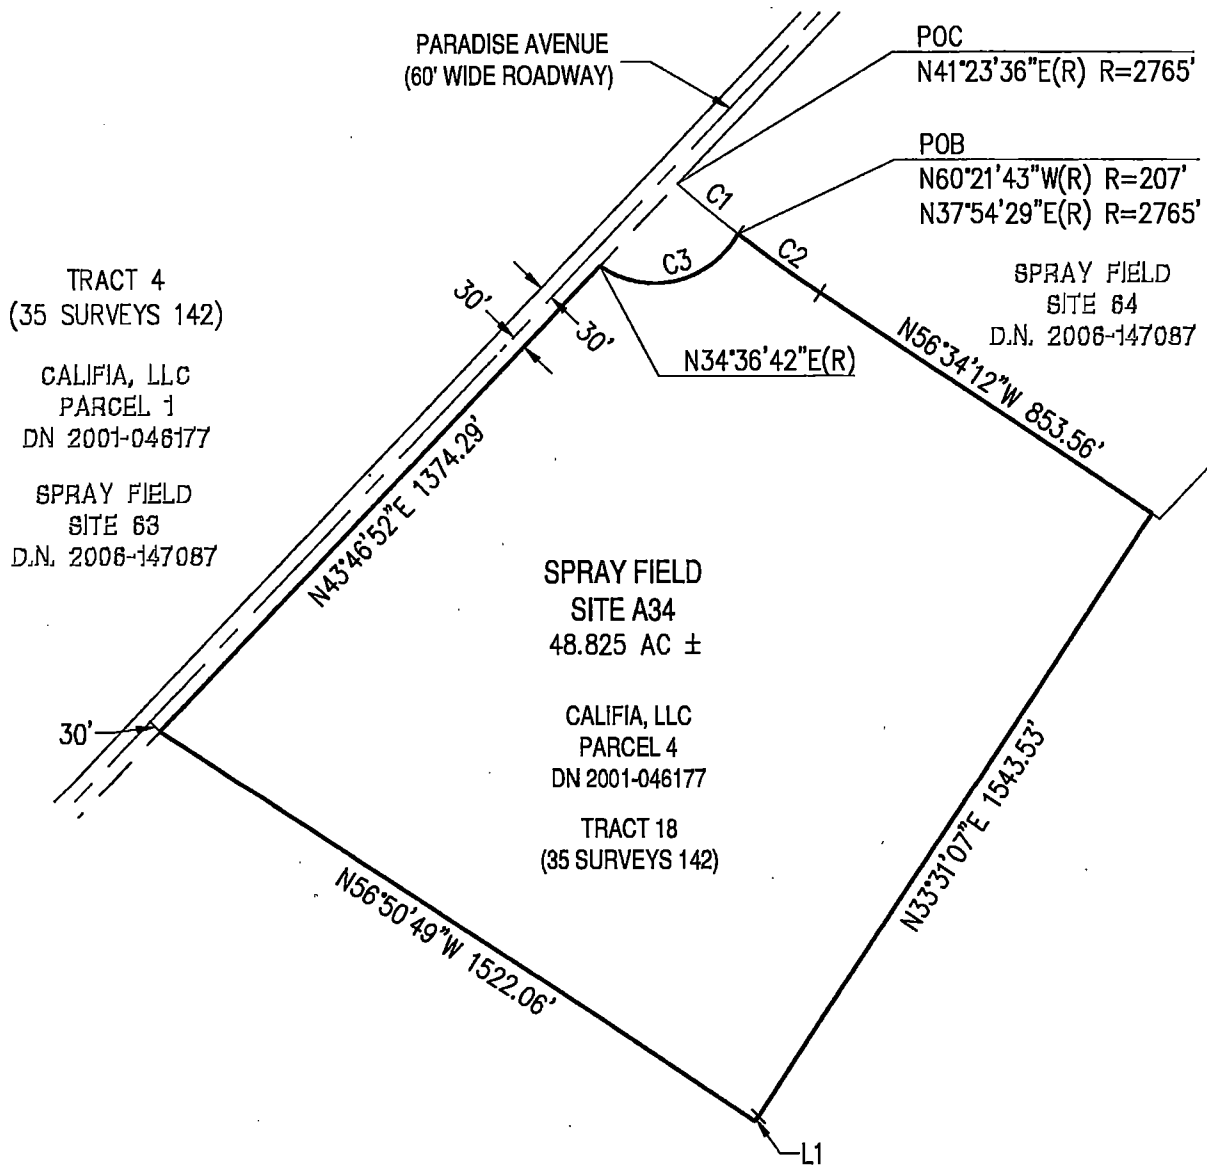 PARADISE AVENUE
(60' WIDE ROADWAY)
POC
N41°23'36"E(R) R=2765'
POB
N60°21'43"W(R) R=207'
N37°54'29"E(R) R=2765'
C1
C2
C3
TRACT 4
(35 SURVEYS 142)
CALIFIA, LLC
PARCEL 1
DN 2001-046177
SPRAY FIELD
SITE 63
D.N. 2006-147087
30'
30'
N34°36'42"E(R)
SPRAY FIELD
SITE 64
D.N. 2006-147087
N56°34'12"W 853.56'
N43°46'52"E 1374.29'
SPRAY FIELD
SITE A34
48.825 AC ±
CALIFIA, LLC
PARCEL 4
DN 2001-046177
TRACT 18
(35 SURVEYS 142)
30'
N33°31'07"E 1543.53'
N56°50'49"W 1522.06'
L1